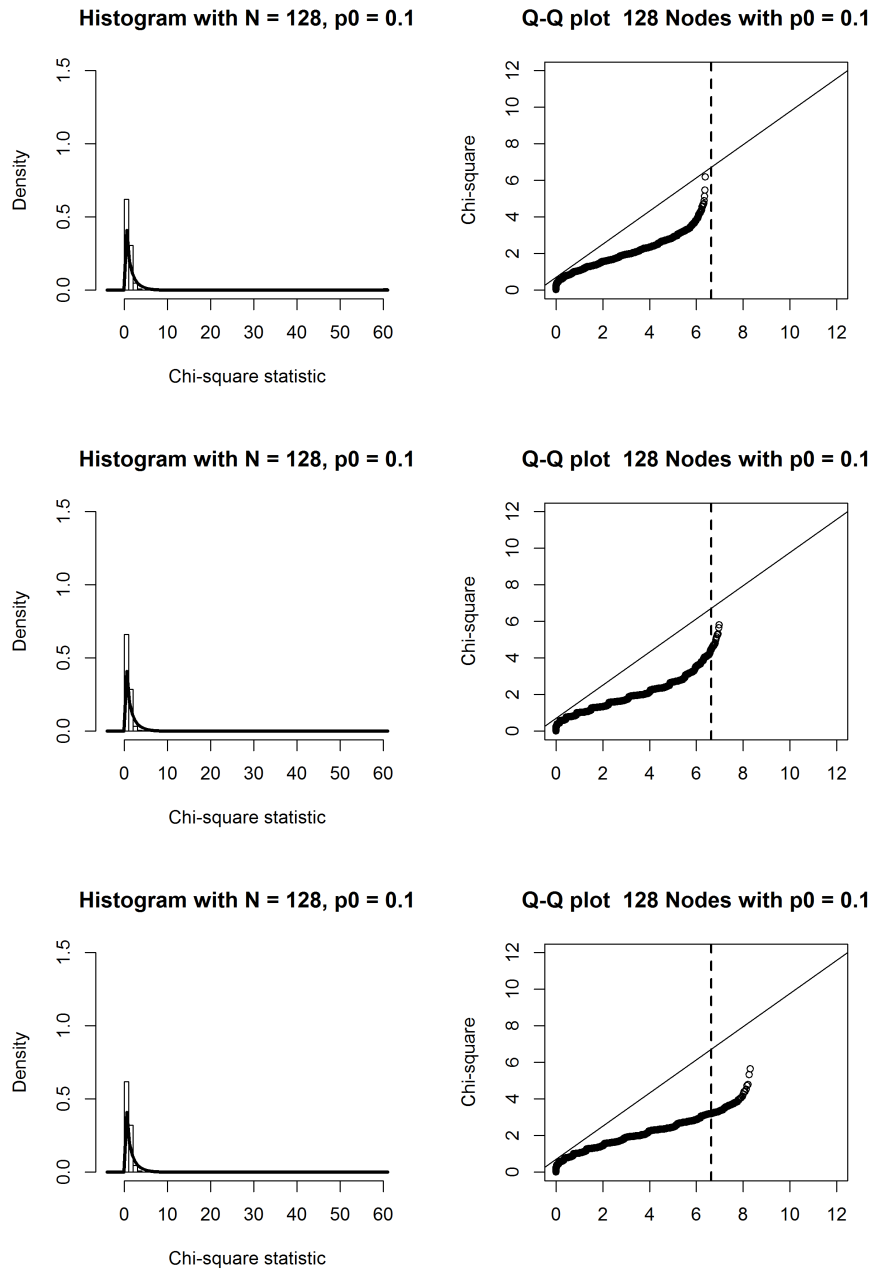 Histogram with N = 128, p0 = 0.1
Density
0.0 0.5 1.0 1.5
0 10 20 30 40 50 60
Chi-square statistic
Q-Q plot 128 Nodes with p0 = 0.1
Chi-square
0 2 4 6 8 10 12
0 2 4 6 8 10 12
Histogram with N = 128, p0 = 0.1
Density
0.0 0.5 1.0 1.5
0 10 20 30 40 50 60
Chi-square statistic
Q-Q plot 128 Nodes with p0 = 0.1
Chi-square
0 2 4 6 8 10 12
0 2 4 6 8 10 12
Histogram with N = 128, p0 = 0.1
Density
0.0 0.5 1.0 1.5
0 10 20 30 40 50 60
Chi-square statistic
Q-Q plot 128 Nodes with p0 = 0.1
Chi-square
0 2 4 6 8 10 12
0 2 4 6 8 10 12